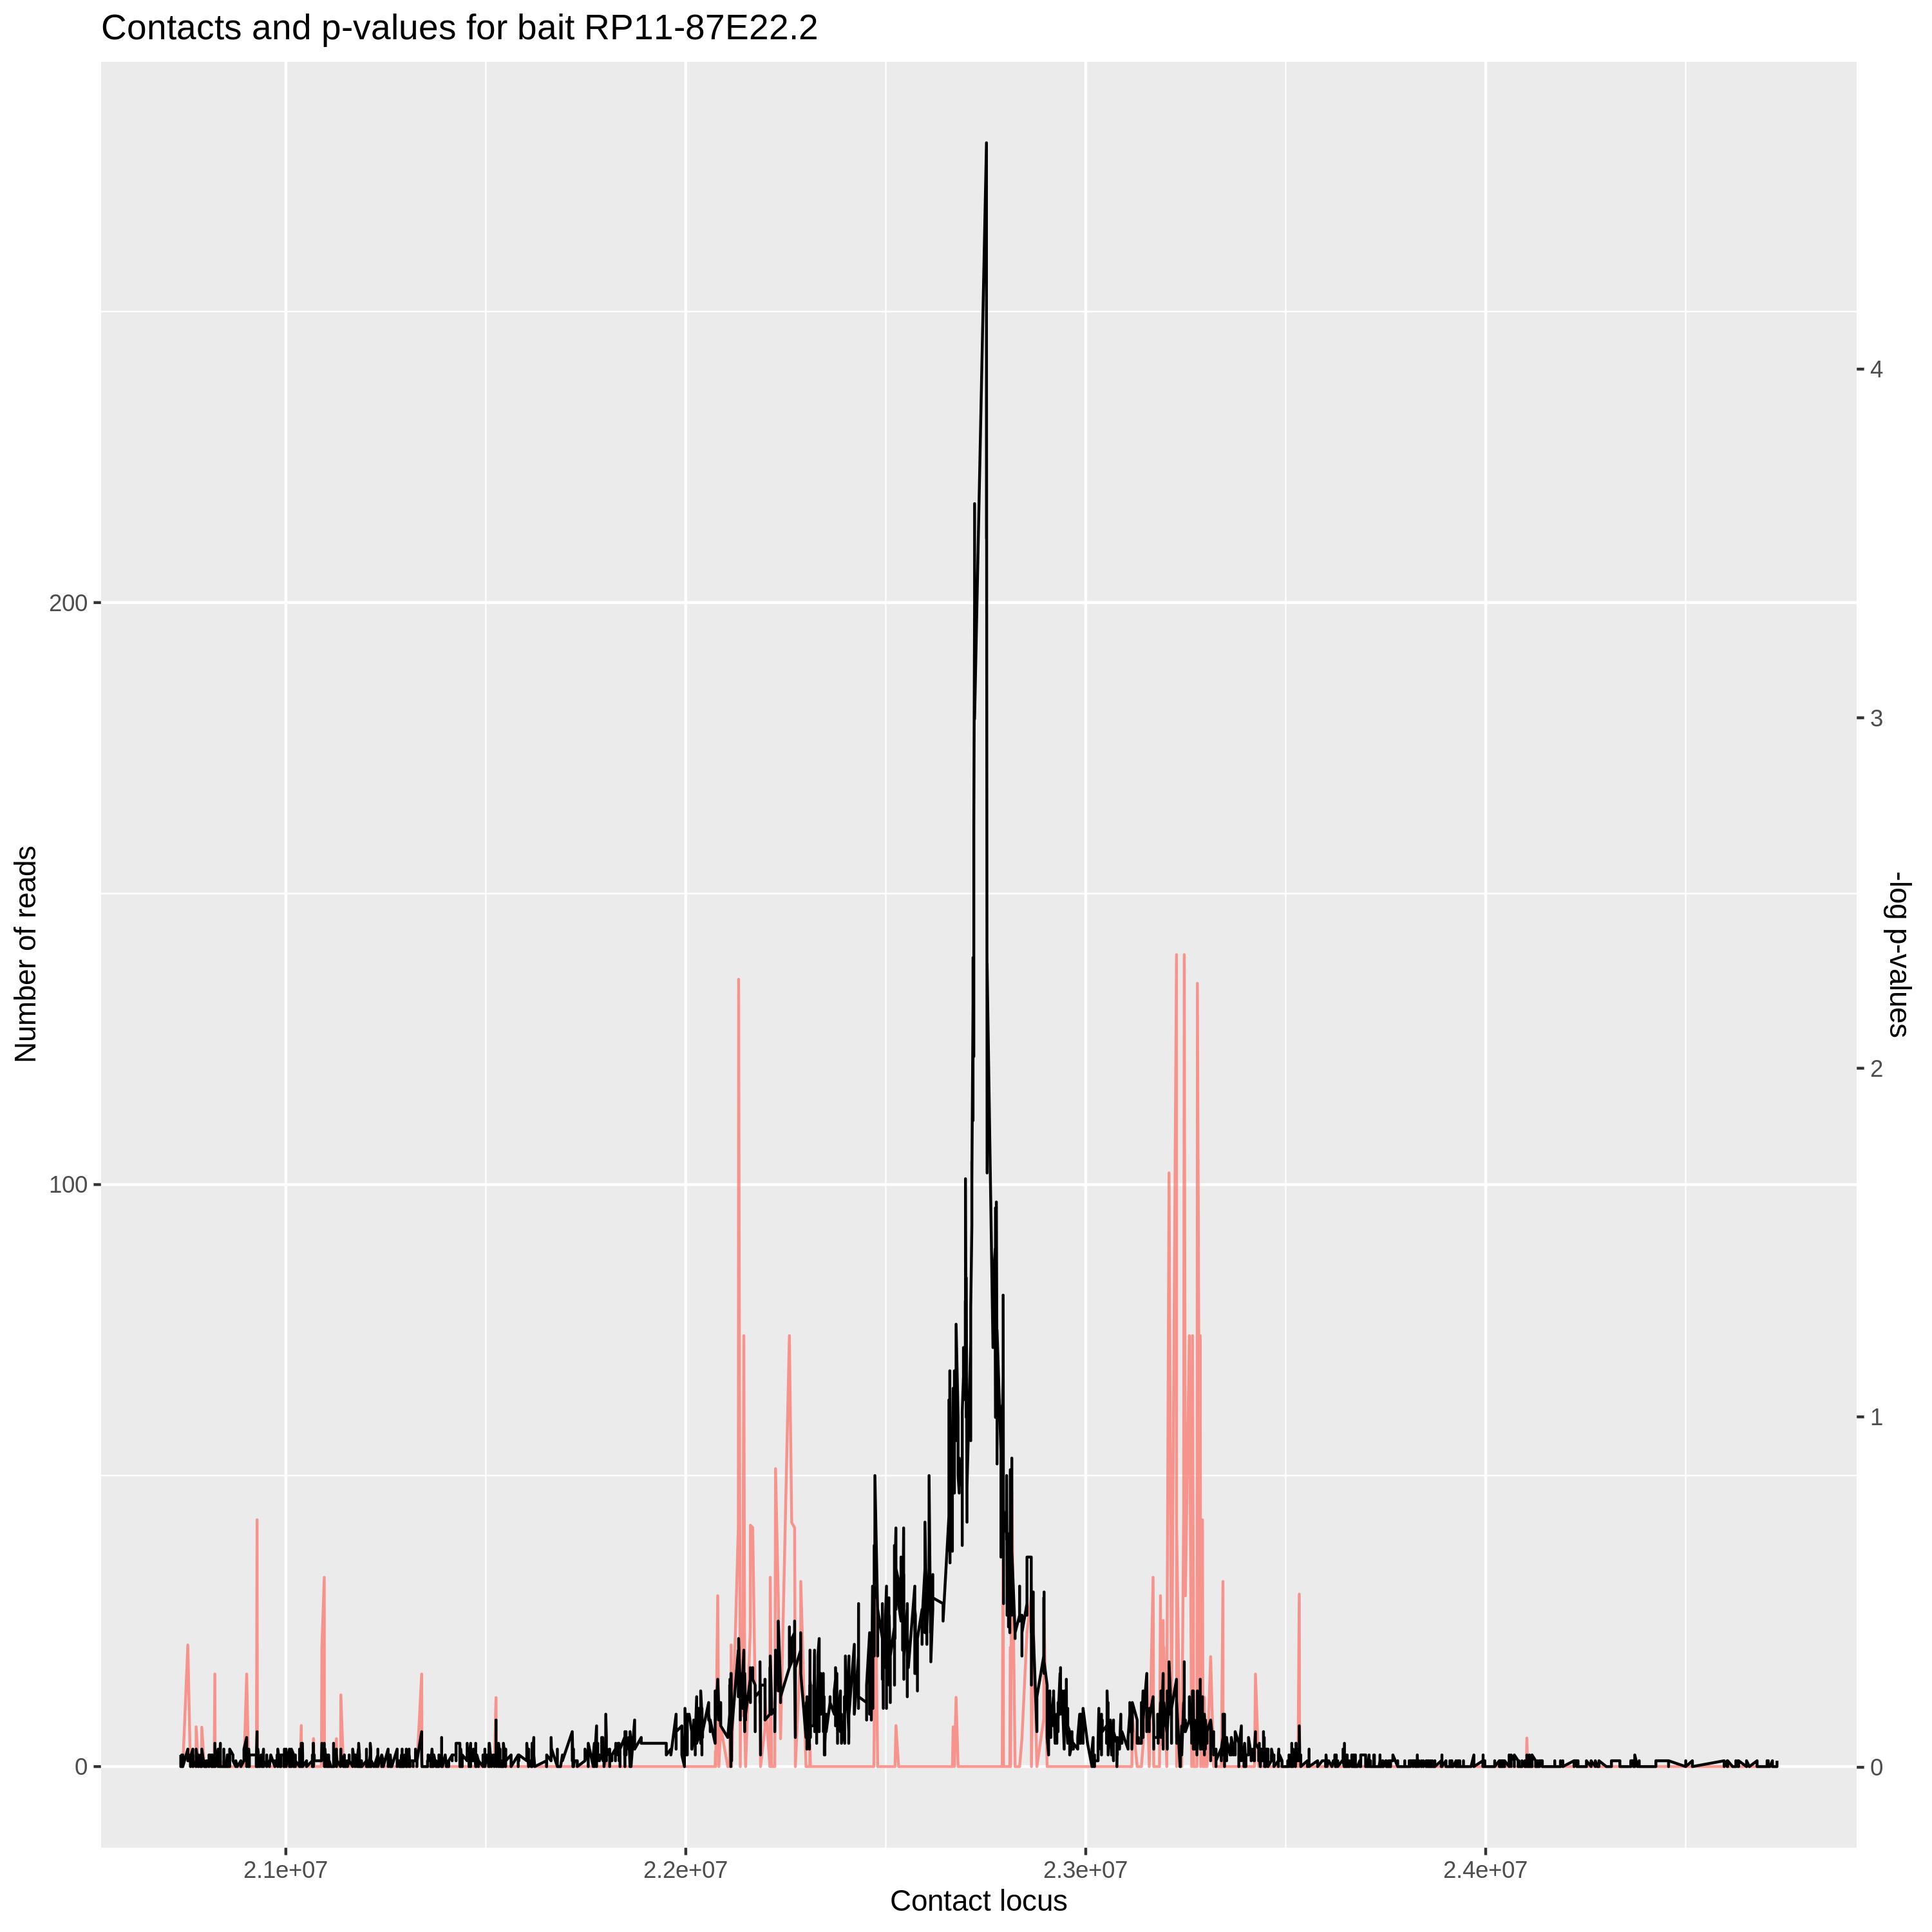 Contacts and p-values for bait RP11-87E22.2
Number of reads
200
100
0
-log p-values
4
3
2
1
0
2.1e+07 2.2e+07 2.3e+07 2.4e+07
Contact locus